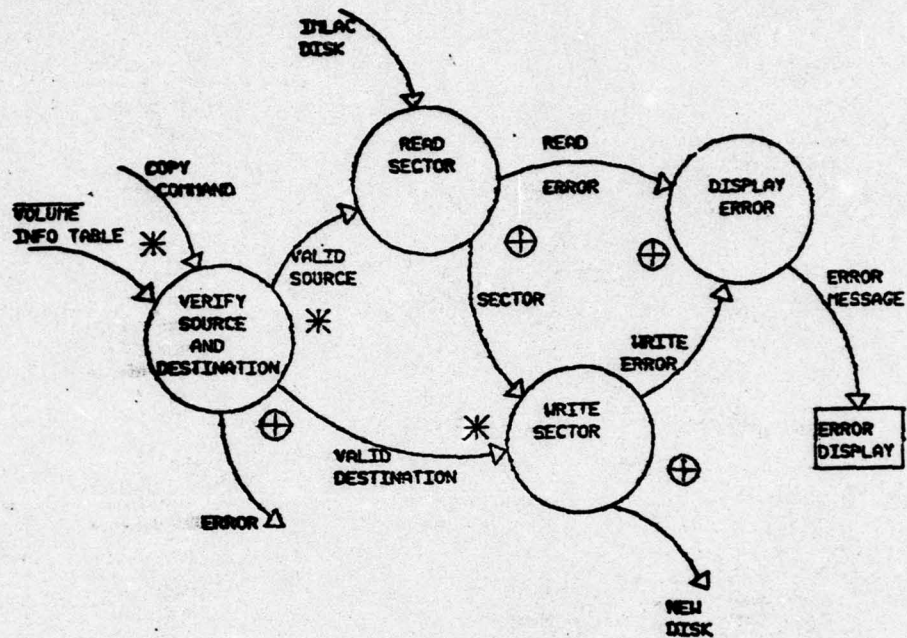 IMLAC
DISK
READ
SECTOR
READ
ERROR
DISPLAY
ERROR
COPY
COMMAND
VOLUME
INFO TABLE
VALID
SOURCE
VERIFY
SOURCE
AND
DESTINATION
SECTOR
WRITE
ERROR
ERROR
MESSAGE
WRITE
SECTOR
ERROR
DISPLAY
VALID
DESTINATION
ERROR
NEW
DISK